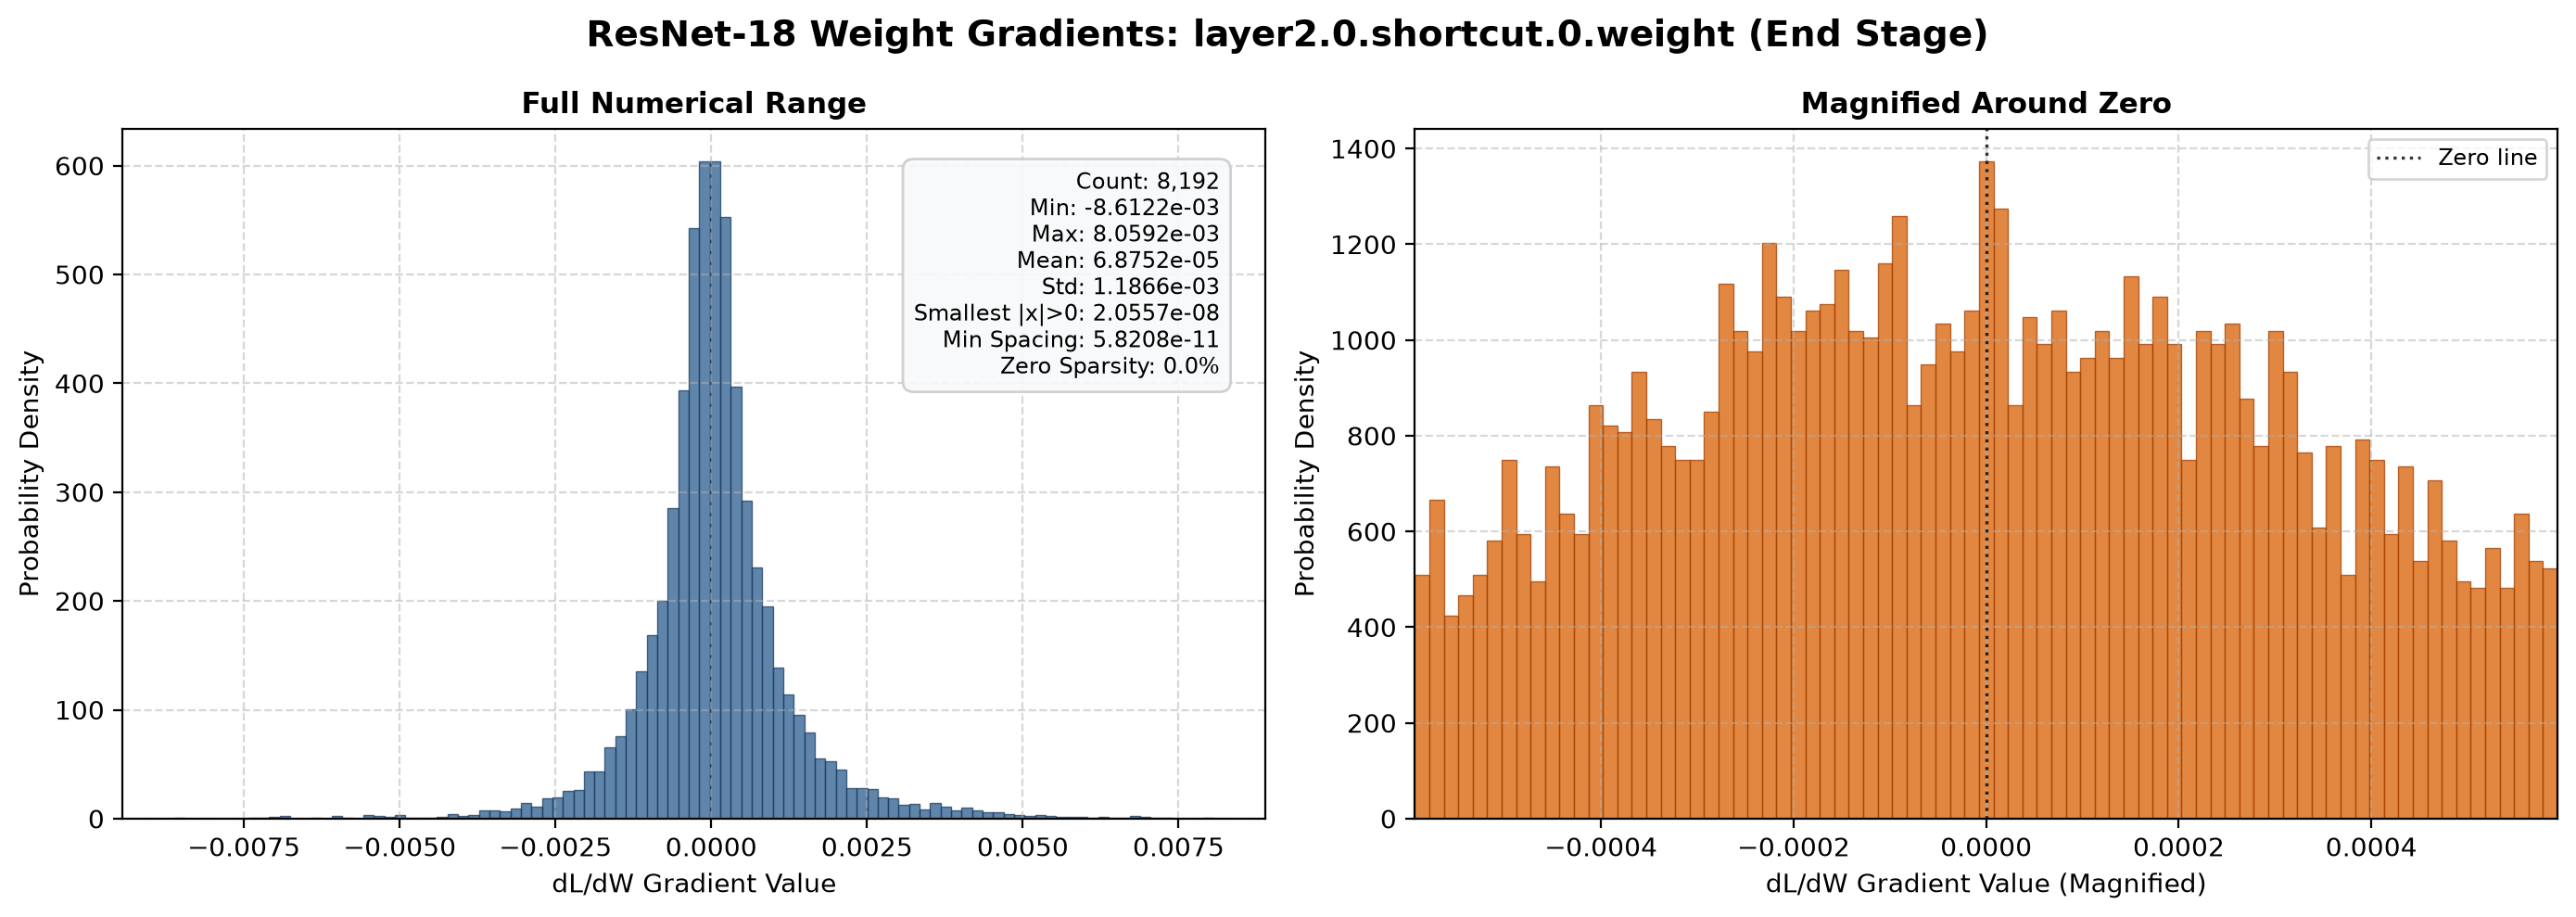 ResNet-18 Weight Gradients: layer2.0.shortcut.0.weight (End Stage)
Full Numerical Range
Probability Density
600
500
400
300
200
100
0
Count: 8,192
Min: -8.6122e-03
Max: 8.0592e-03
Mean: 6.8752e-05
Std: 1.1866e-03
Smallest |x|>0: 2.0557e-08
Min Spacing: 5.8208e-11
Zero Sparsity: 0.0%
−0.0075 −0.0050 −0.0025 0.0000 0.0025 0.0050 0.0075
dL/dW Gradient Value
Magnified Around Zero
Probability Density
1400
1200
1000
800
600
400
200
0
Zero line
−0.0004 −0.0002 0.0000 0.0002 0.0004
dL/dW Gradient Value (Magnified)